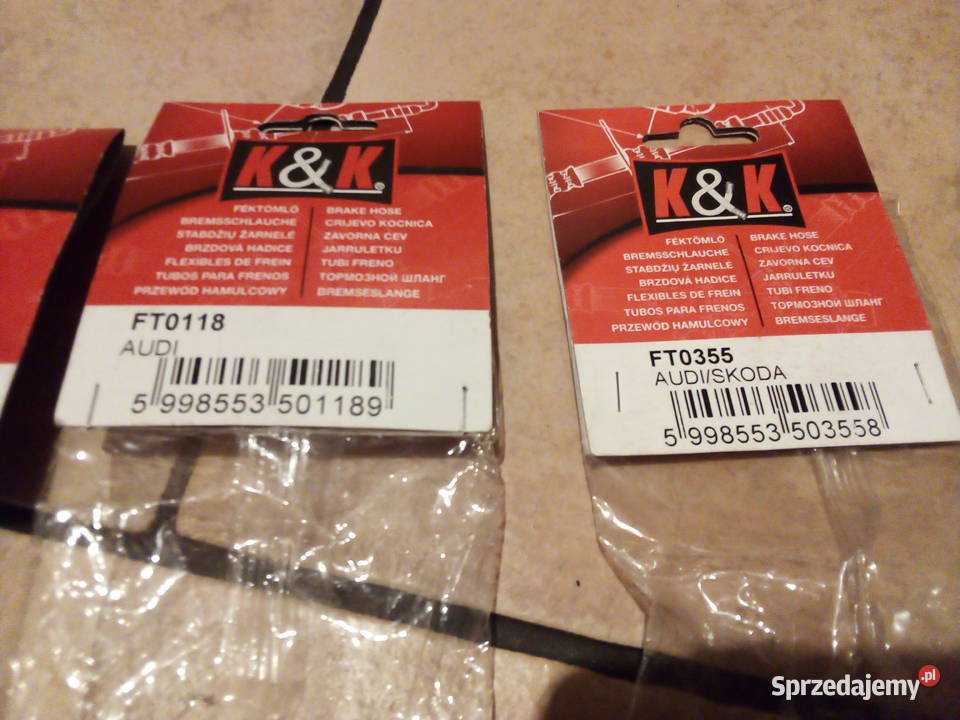 K&K®
FÉKTÖMLŐ
BREMSSCHLAUCHE
STABDŽIŲ ŽARNELĖ
BRZDOVÁ HADICE
FLEXIBLES DE FREIN
TUBOS PARA FRENOS
PRZEWÓD HAMULCOWY
BRAKE HOSE
CRIJEVO KOCNICA
ZAVORNA CEV
JARRULETKU
TUBI FRENO
ТОРМОЗНОЙ ШЛАНГ
BREMSESLANGE
FT0118
AUDI
5 998553 501189
K&K®
FÉKTÖMLŐ
BREMSSCHLAUCHE
STABDŽIŲ ŽARNELĖ
BRZDOVÁ HADICE
FLEXIBLES DE FREIN
TUBOS PARA FRENOS
PRZEWÓD HAMULCOWY
BRAKE HOSE
CRIJEVO KOCNICA
ZAVORNA CEV
JARRULETKU
TUBI FRENO
ТОРМОЗНОЙ ШЛАНГ
BREMSESLANGE
FT0355
AUDI/SKODA
5 998553 503558
Sprzedajemy.pl